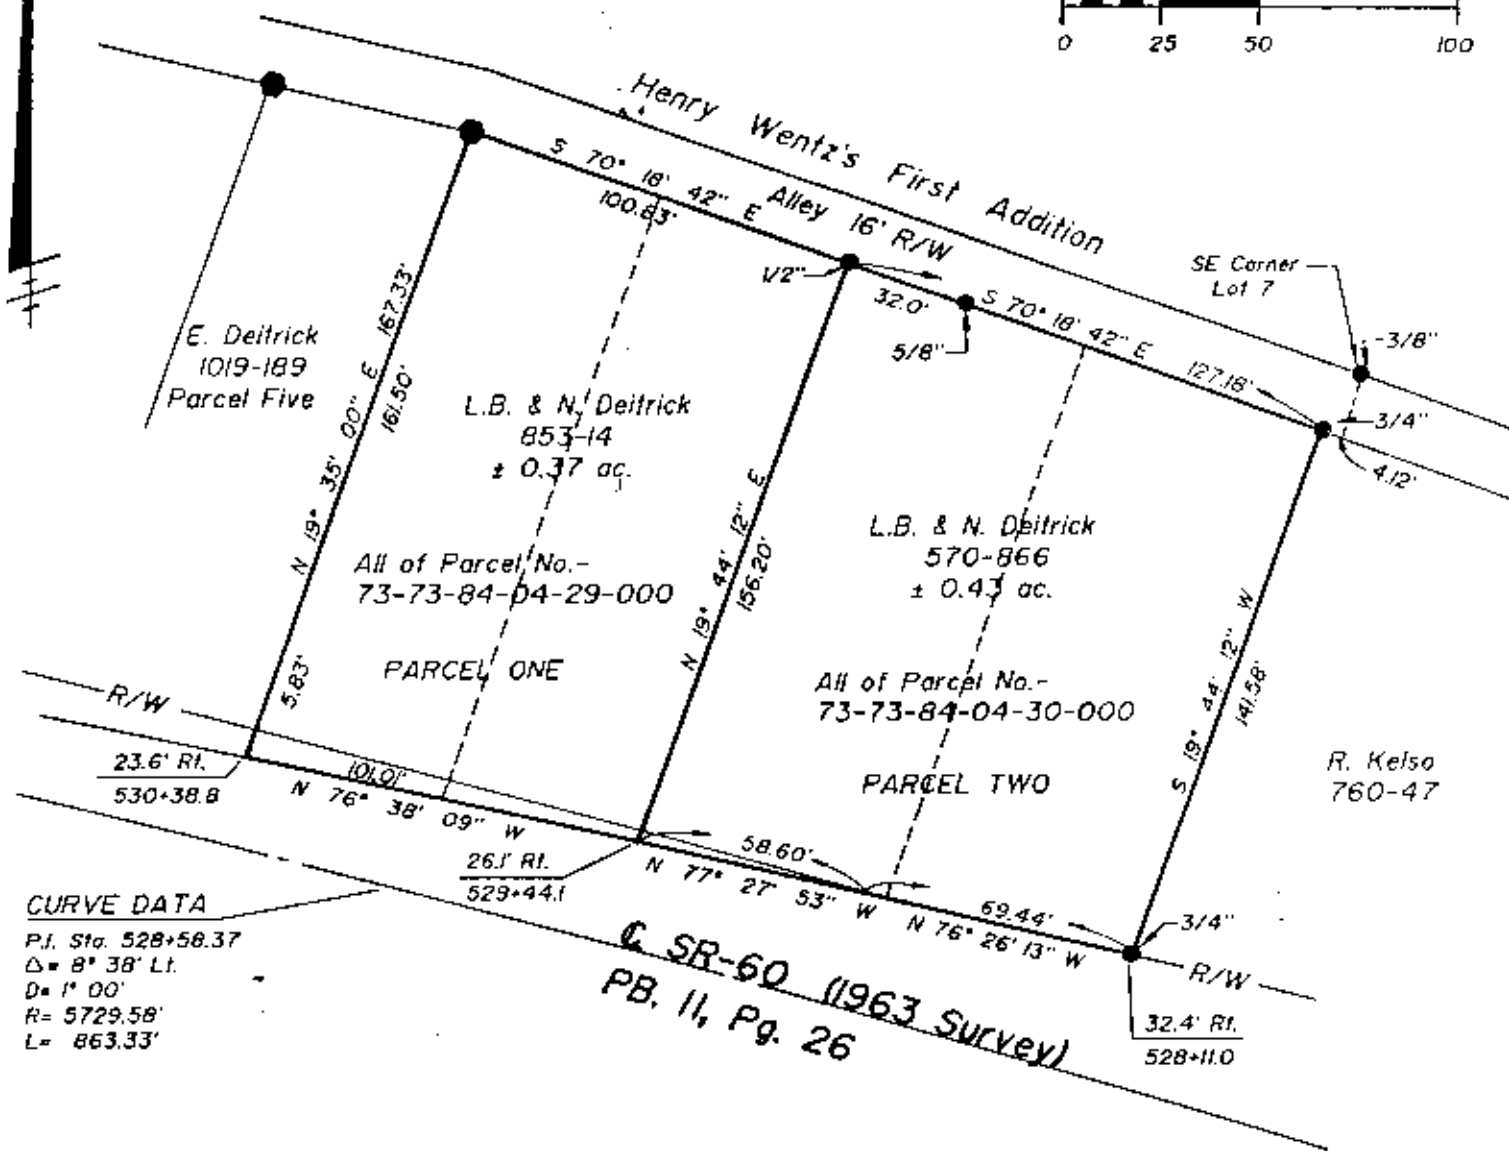 0 25 50 100
Henry Wentz's First Addition
S 70° 18' 42" E
100.83'
Alley 16' R/W
1/2"
32.0'
S 70° 18' 42" E
5/8"
127.18'
SE Corner
Lot 7
3/8"
3/4"
4.12'
E. Deitrick
1019-189
Parcel Five
N 19° 35' 00" E 167.33'
161.50'
5.83'
L.B. & N. Deitrick
853-14
± 0.37 ac.
All of Parcel No.-
73-73-84-04-29-000
PARCEL ONE
N 19° 44' 12" E
156.20'
L.B. & N. Deitrick
570-866
± 0.43 ac.
All of Parcel No.-
73-73-84-04-30-000
PARCEL TWO
S 19° 44' 12" W
141.58'
R. Kelso
760-47
R/W
23.6' Rt.
530+38.8
101.01'
N 76° 38' 09" W
26.1' Rt.
529+44.1
58.60'
N 77° 27' 53" W
69.44'
N 76° 26' 13" W
3/4"
R/W
32.4' Rt.
528+11.0
℄ SR-60 (1963 Survey)
PB. 11, Pg. 26
CURVE DATA
P.I. Sta. 528+58.37
Δ= 8° 38' Lt.
D= 1° 00'
R= 5729.58'
L= 863.33'